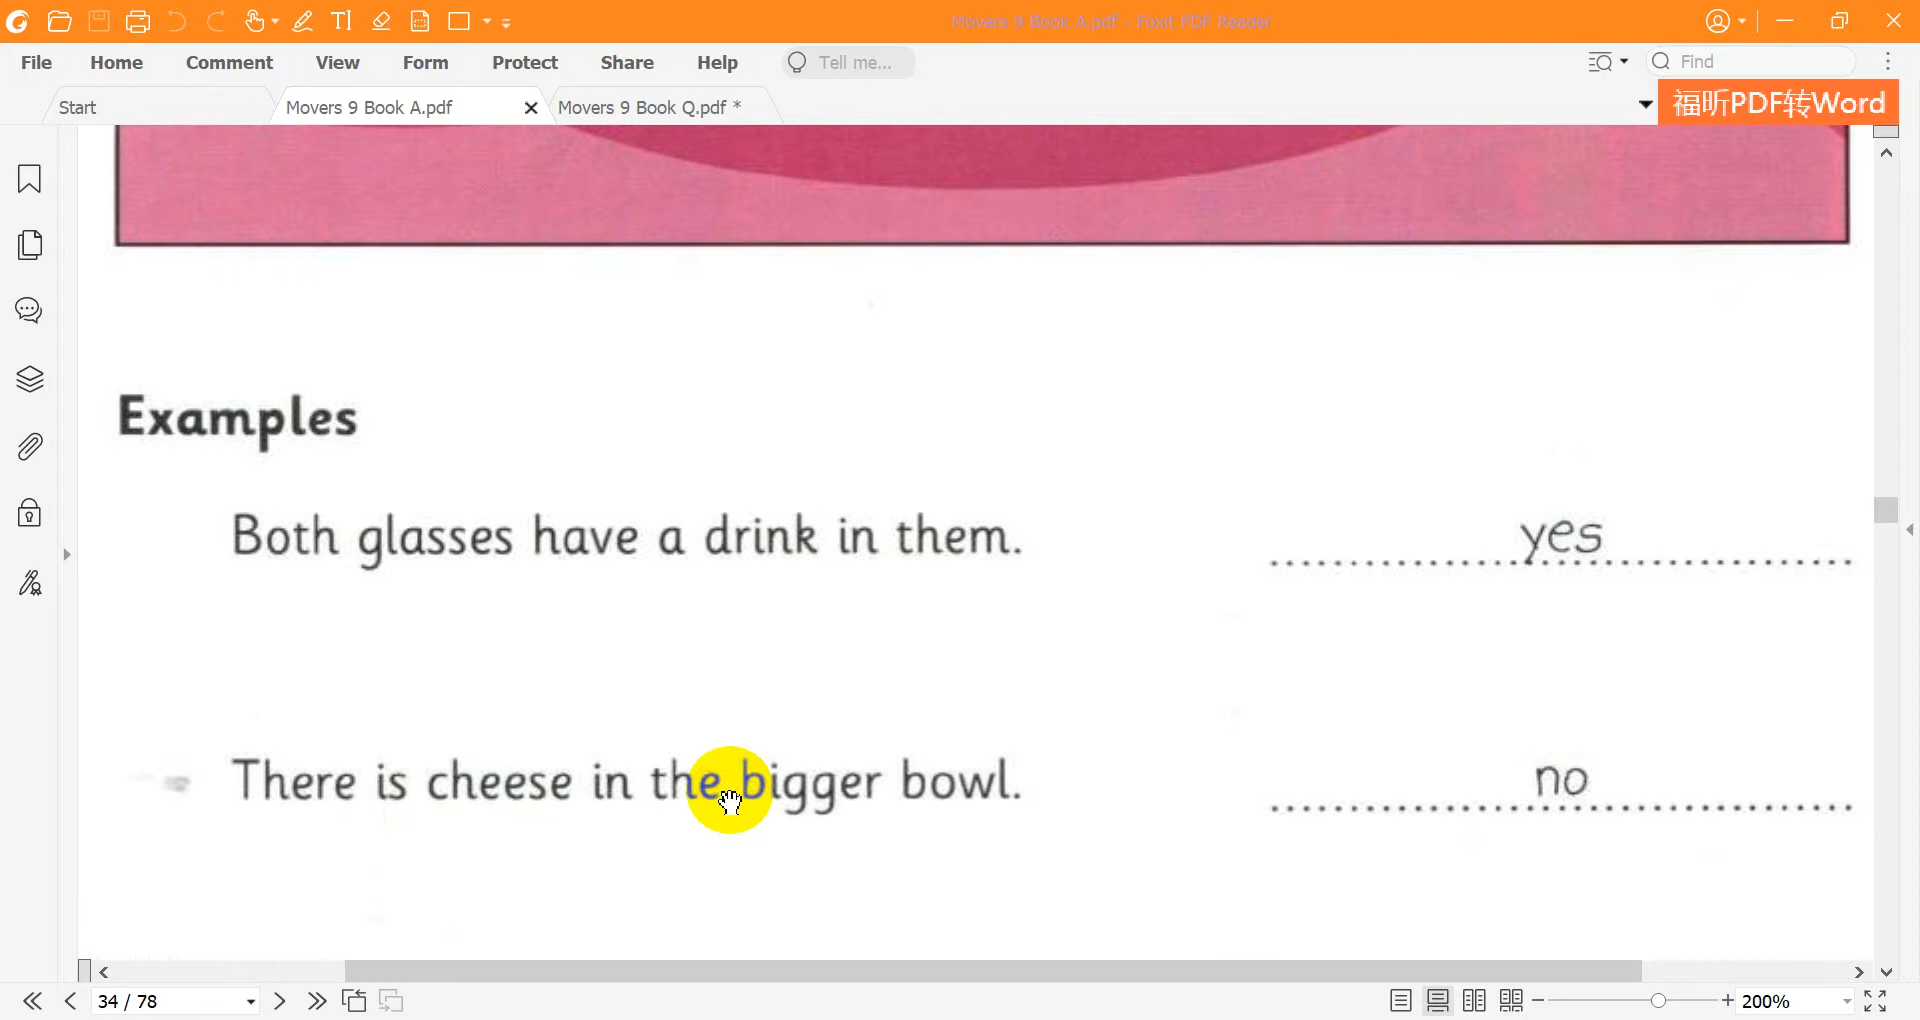 Movers 9 Book A.pdf - Foxit PDF Reader
File Home Comment View Form Protect Share Help Tell me... Find
Start Movers 9 Book A.pdf Movers 9 Book Q.pdf * 福昕PDF转Word
Examples
Both glasses have a drink in them. yes
There is cheese in the bigger bowl. no
34 / 78 200%